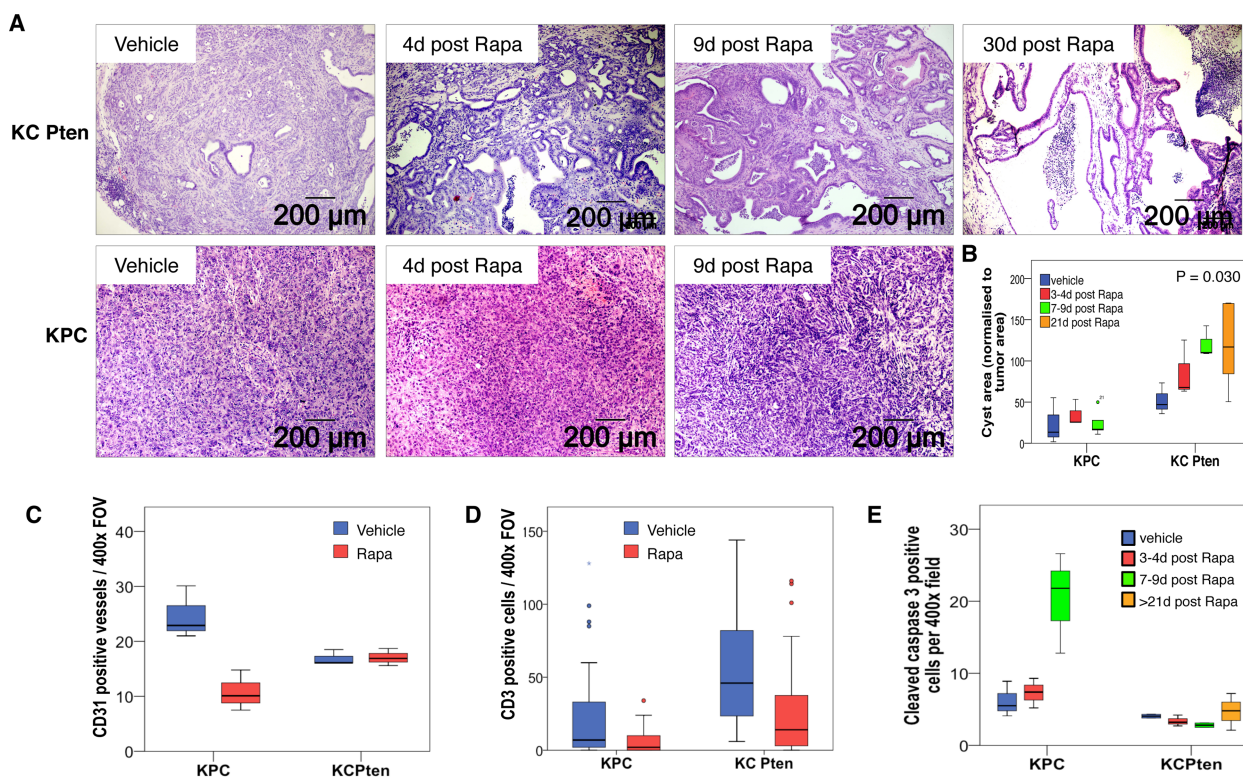 A
Vehicle
4d post Rapa
9d post Rapa
30d post Rapa
KC Pten
200 µm
200 µm
200 µm
200 µm
Vehicle
4d post Rapa
9d post Rapa
KPC
200 µm
200 µm
200 µm
B
Cyst area (normalised to
tumor area)
200
150
100
50
0
vehicle
3-4d post Rapa
7-9d post Rapa
21d post Rapa
P = 0.030
21
KPC
KC Pten
C
CD31 positive vessels / 400x FOV
40
30
20
10
0
Vehicle
Rapa
KPC
KCPten
D
CD3 positive cells / 400x FOV
150
100
50
0
Vehicle
Rapa
KPC
KC Pten
E
Cleaved caspase 3 positive
cells per 400x field
30
20
10
0
vehicle
3-4d post Rapa
7-9d post Rapa
>21d post Rapa
KPC
KCPten